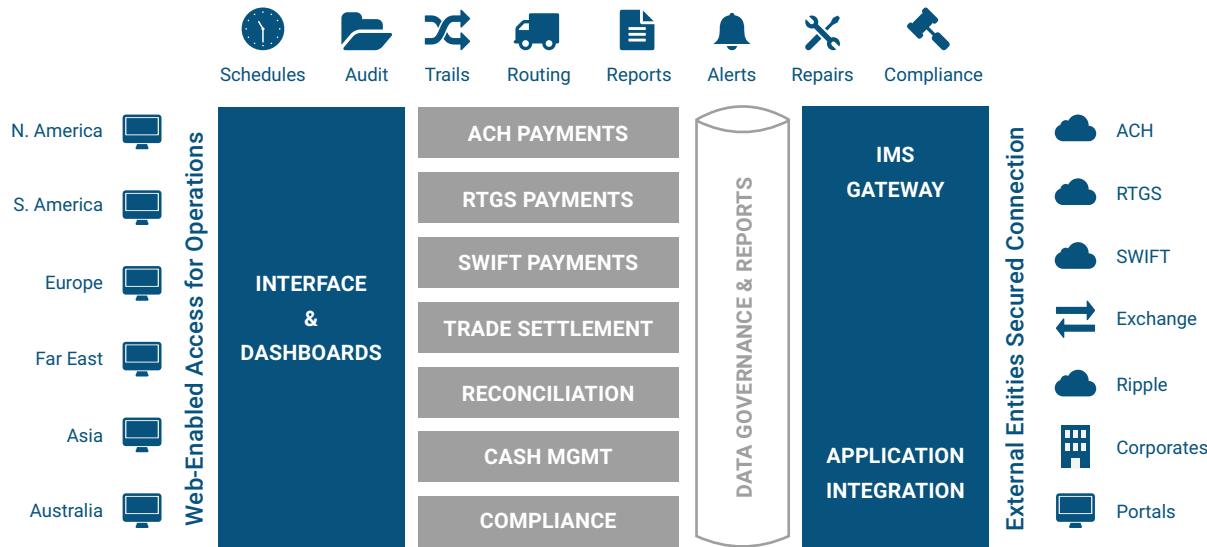 Schedules
Audit
Trails
Routing
Reports
Alerts
Repairs
Compliance
N. America
S. America
Europe
Far East
Asia
Australia
Web-Enabled Access for Operations
INTERFACE
&
DASHBOARDS
ACH PAYMENTS
RTGS PAYMENTS
SWIFT PAYMENTS
TRADE SETTLEMENT
RECONCILIATION
CASH MGMT
COMPLIANCE
DATA GOVERNANCE & REPORTS
IMS
GATEWAY
APPLICATION
INTEGRATION
External Entities Secured Connection
ACH
RTGS
SWIFT
Exchange
Ripple
Corporates
Portals